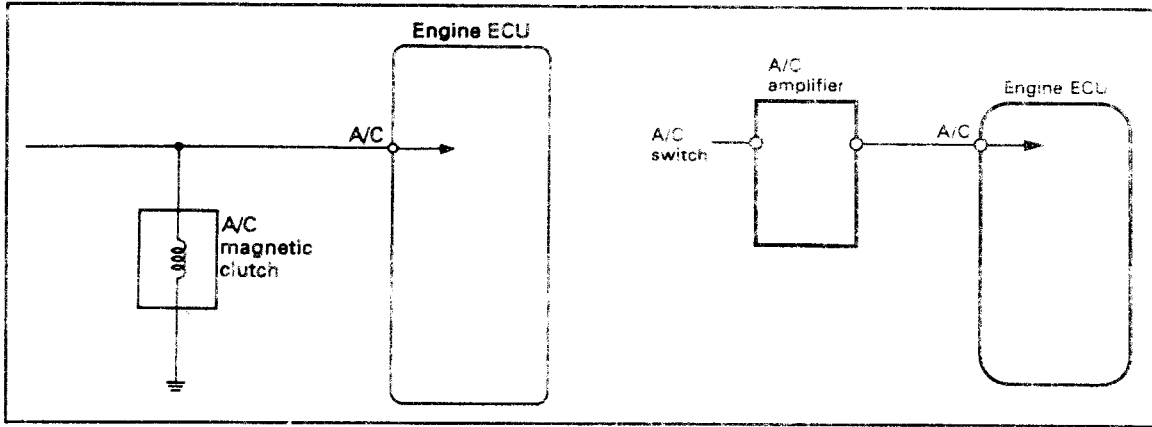 Engine ECU
A/C
A/C
magnetic
clutch
A/C
amplifier
Engine ECU
A/C
switch
A/C